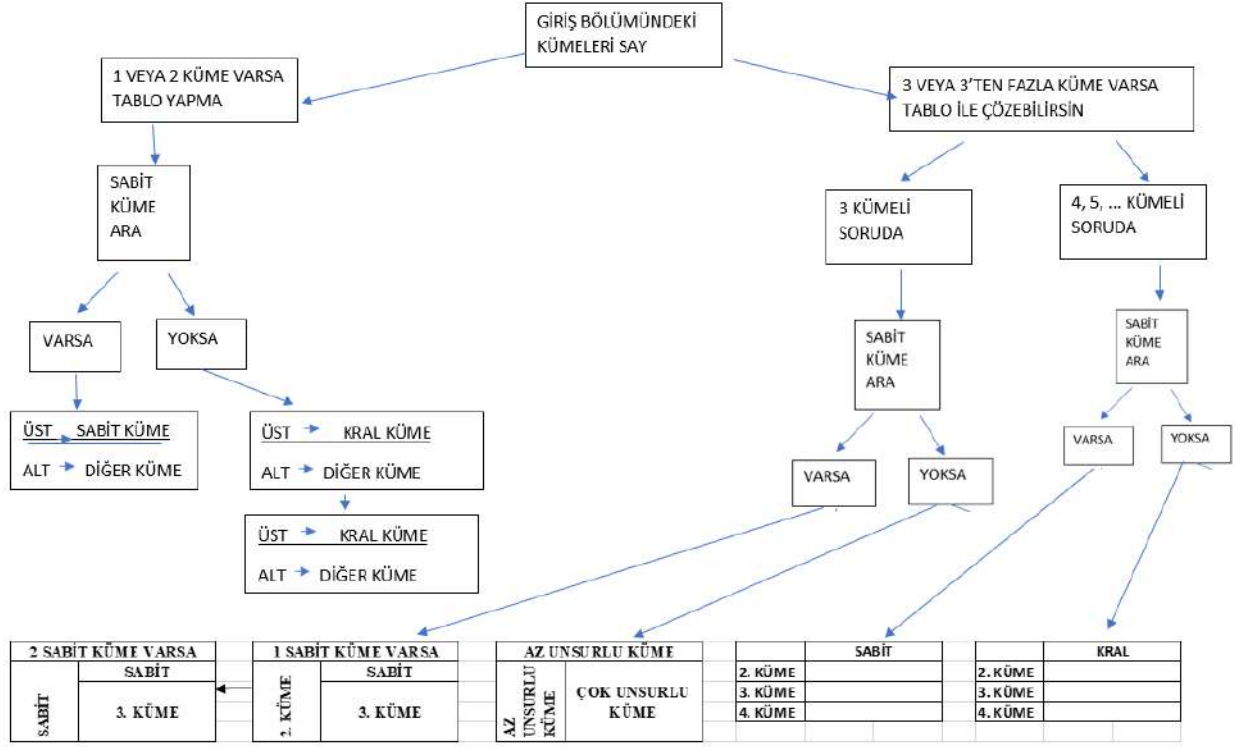 GİRİŞ BÖLÜMÜNDEKİ
KÜMELERİ SAY
1 VEYA 2 KÜME VARSA
TABLO YAPMA
3 VEYA 3'TEN FAZLA KÜME VARSA
TABLO İLE ÇÖZEBİLİRSİN
SABİT
KÜME
ARA
3 KÜMELİ
SORUDA
4, 5, ... KÜMELİ
SORUDA
VARSA
YOKSA
SABİT
KÜME
ARA
SABİT
KÜME
ARA
ÜST SABİT KÜME
ALT DİĞER KÜME
ÜST KRAL KÜME
ALT DİĞER KÜME
VARSA
YOKSA
VARSA
YOKSA
ÜST KRAL KÜME
ALT DİĞER KÜME
2 SABİT KÜME VARSA
SABİT
SABİT
3. KÜME
1 SABİT KÜME VARSA
SABİT
2. KÜME
3. KÜME
AZ UNSURLU KÜME
AZ
UNSURLU
KÜME
ÇOK UNSURLU
KÜME
SABİT
2. KÜME
3. KÜME
4. KÜME
KRAL
2. KÜME
3. KÜME
4. KÜME